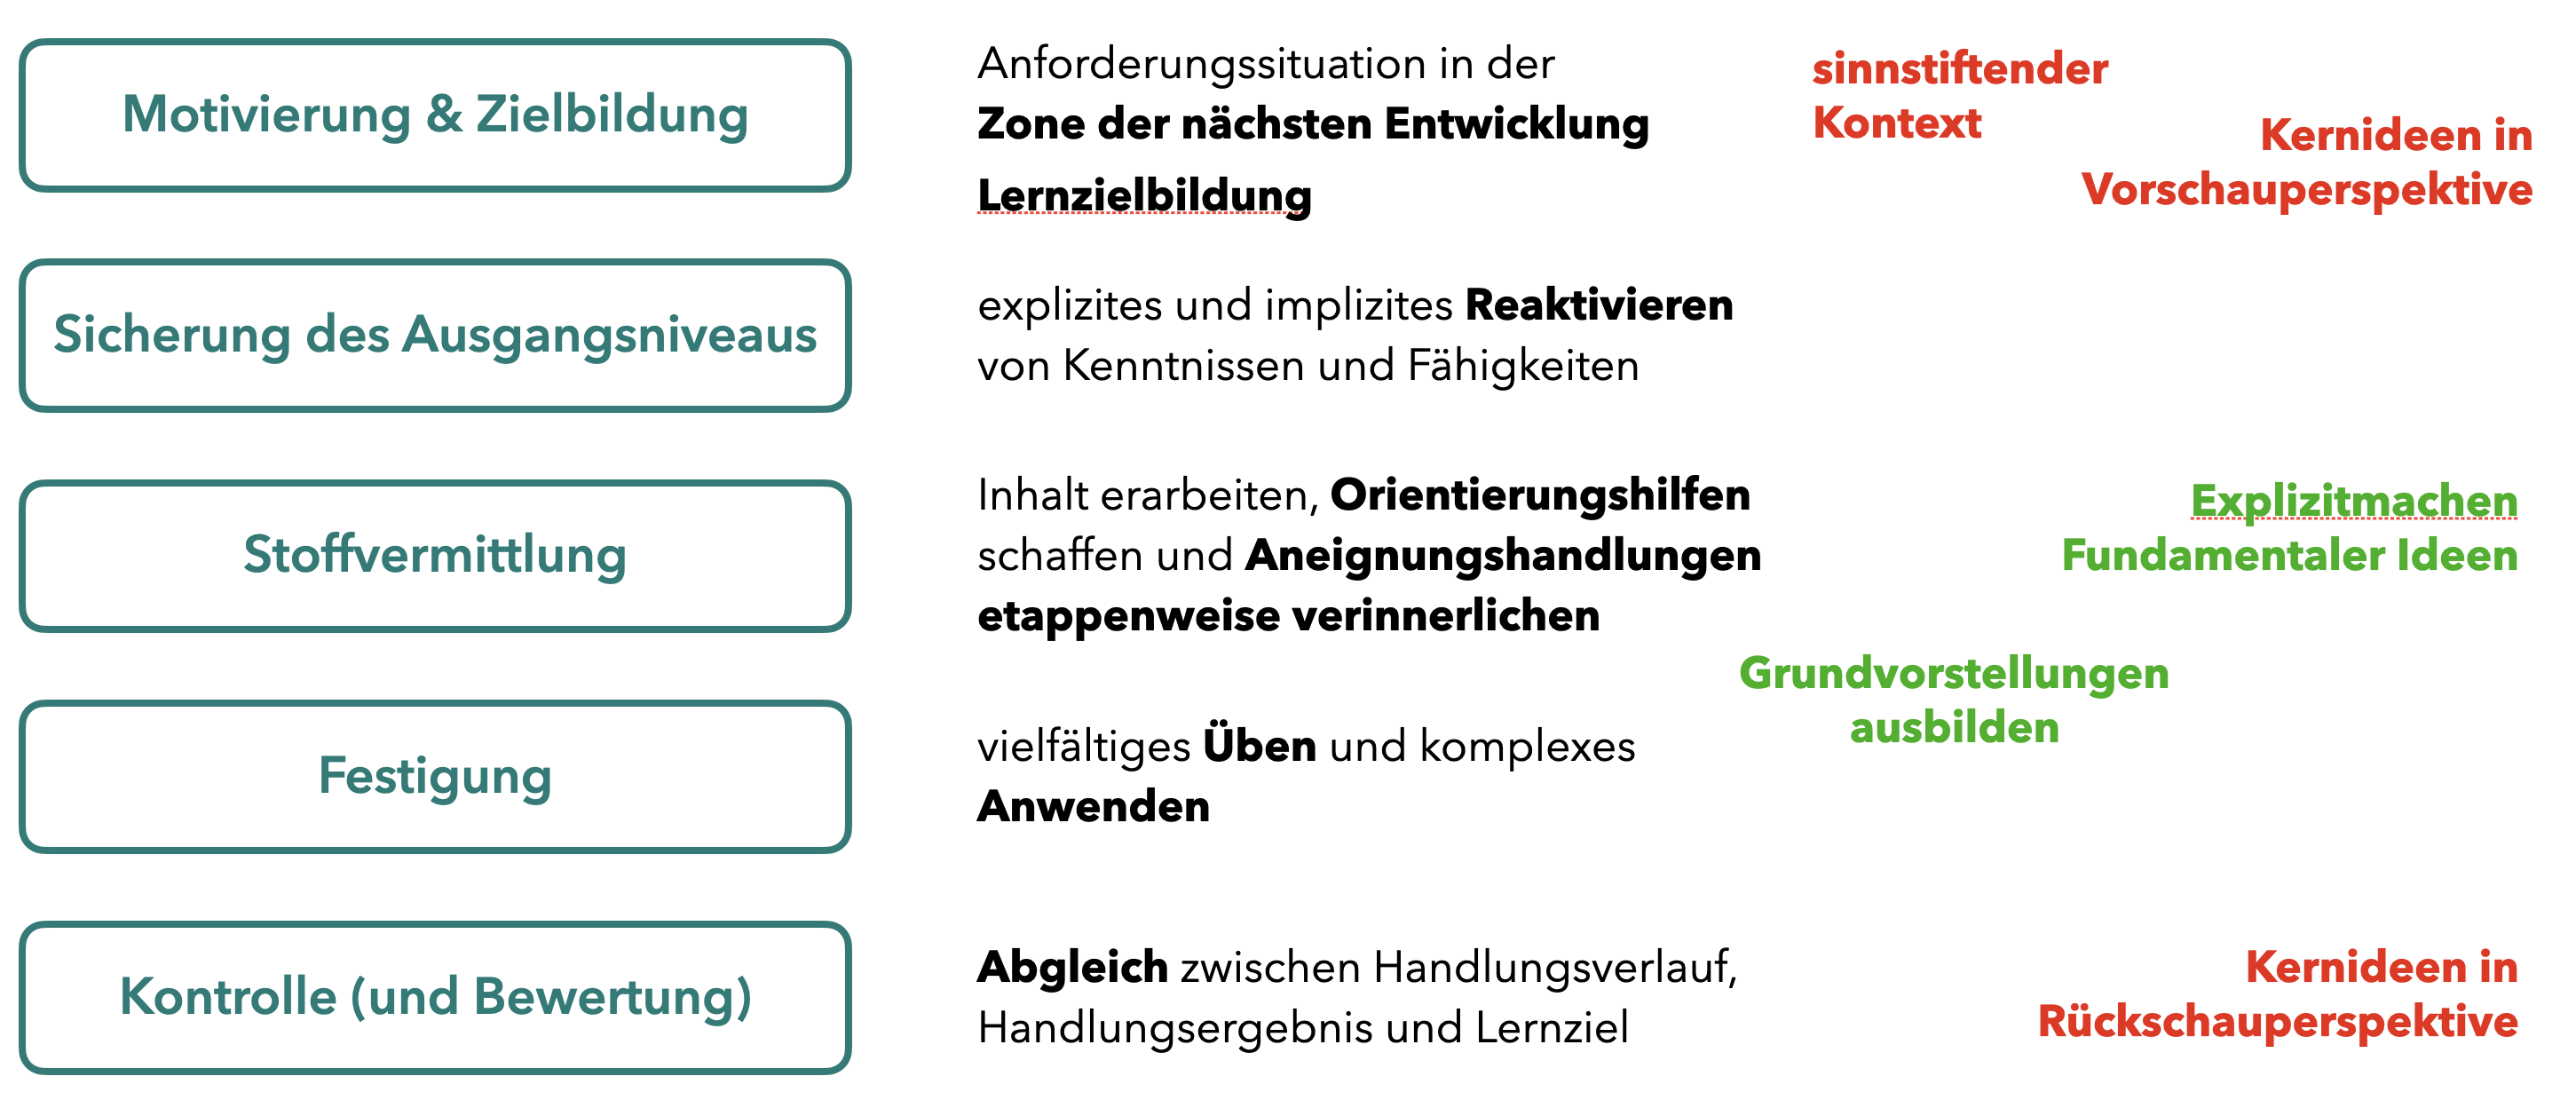 Motivierung & Zielbildung
Anforderungssituation in der
Zone der nächsten Entwicklung
Lernzielbildung
sinnstiftender
Kontext
Kernideen in
Vorschauperspektive
Sicherung des Ausgangsniveaus
explizites und implizites Reaktivieren
von Kenntnissen und Fähigkeiten
Stoffvermittlung
Inhalt erarbeiten, Orientierungshilfen
schaffen und Aneignungshandlungen
etappenweise verinnerlichen
Explizitmachen
Fundamentaler Ideen
Grundvorstellungen
ausbilden
Festigung
vielfältiges Üben und komplexes
Anwenden
Kontrolle (und Bewertung)
Abgleich zwischen Handlungsverlauf,
Handlungsergebnis und Lernziel
Kernideen in
Rückschauperspektive